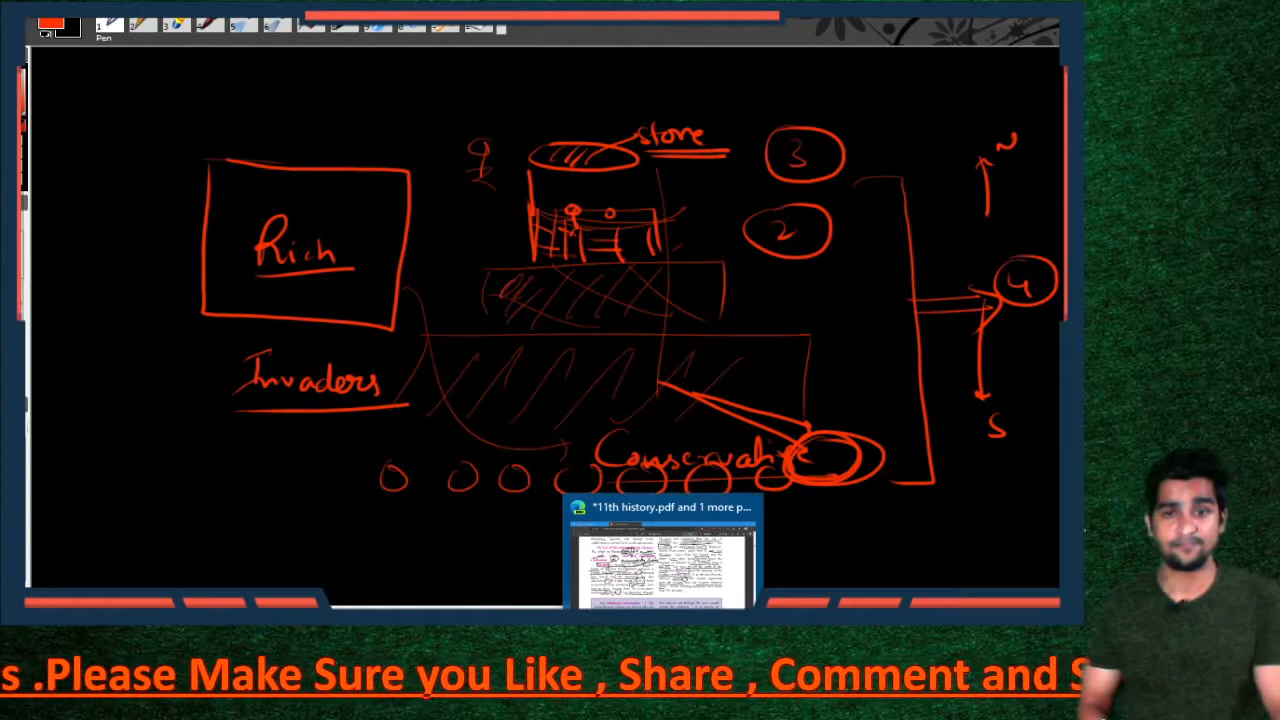 Pen
stone
3
N
2
Rich
4
Invaders
S
Conservative
*11th history.pdf and 1 more p...
s .Please Make Sure you Like , Share , Comment and S